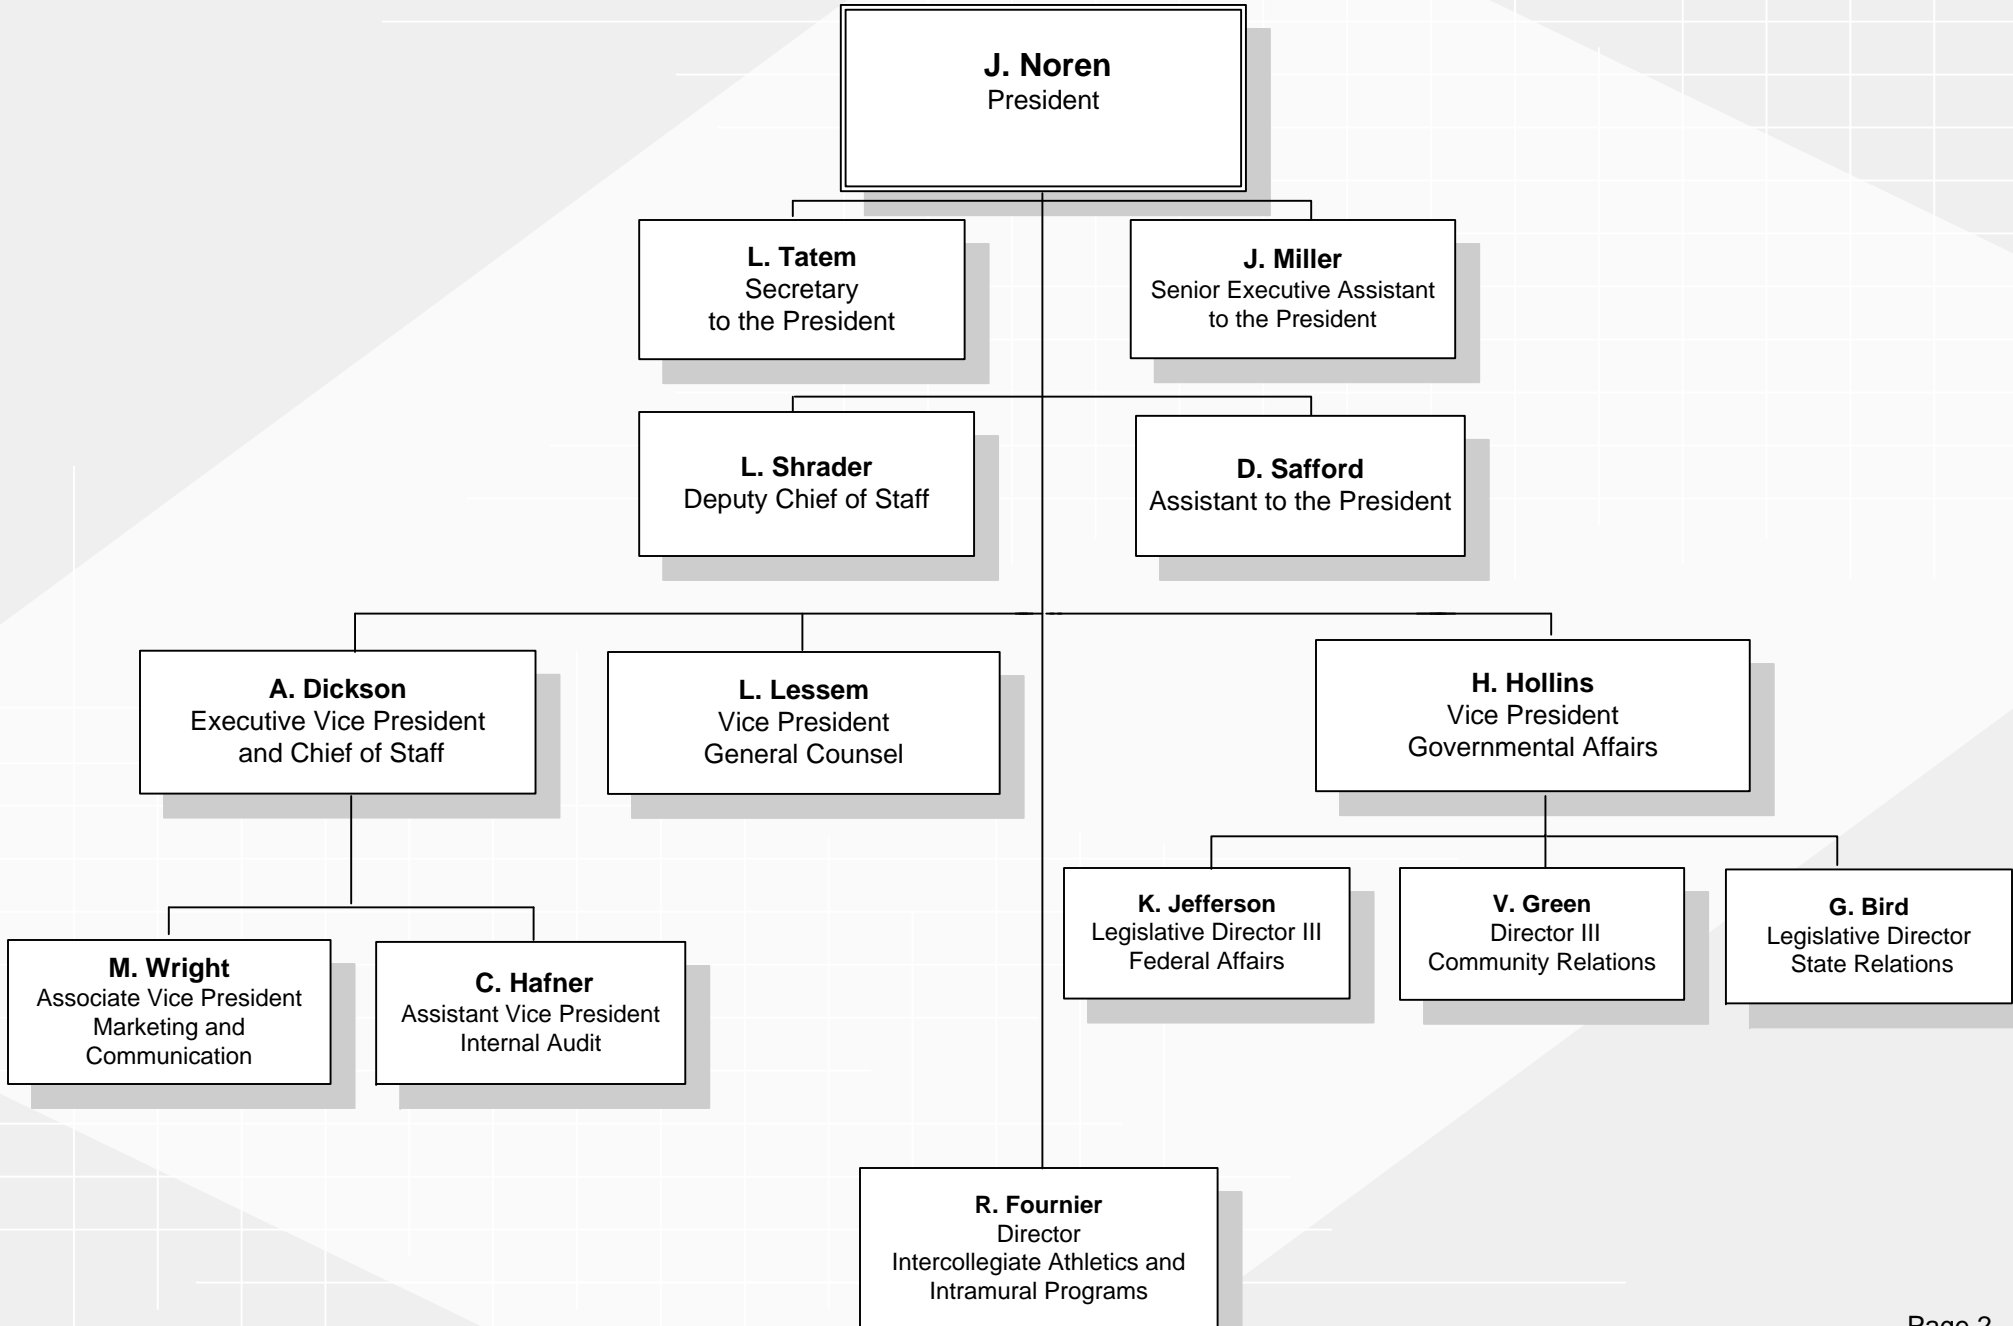 J. Noren
President
L. Tatem
Secretary
to the President
J. Miller
Senior Executive Assistant
to the President
L. Shrader
Deputy Chief of Staff
D. Safford
Assistant to the President
A. Dickson
Executive Vice President
and Chief of Staff
L. Lessem
Vice President
General Counsel
H. Hollins
Vice President
Governmental Affairs
K. Jefferson
Legislative Director III
Federal Affairs
V. Green
Director III
Community Relations
G. Bird
Legislative Director
State Relations
M. Wright
Associate Vice President
Marketing and
Communication
C. Hafner
Assistant Vice President
Internal Audit
R. Fournier
Director
Intercollegiate Athletics and
Intramural Programs
Page 2